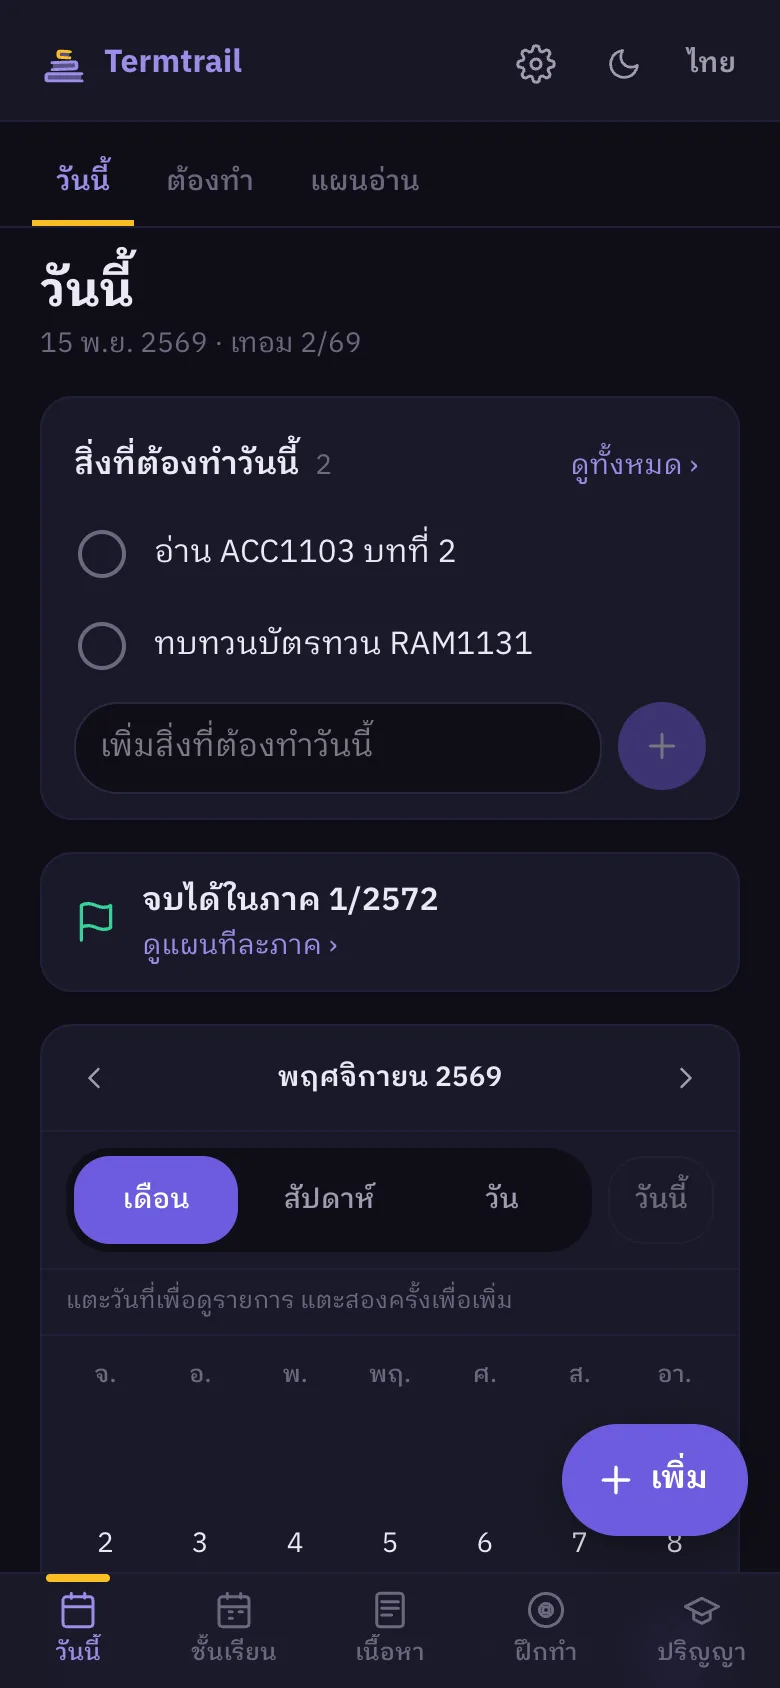 Termtrail
ไทย
วันนี้ ต้องทำ แผนอ่าน
วันนี้
15 พ.ย. 2569 · เทอม 2/69
สิ่งที่ต้องทำวันนี้ 2 ดูทั้งหมด ›
อ่าน ACC1103 บทที่ 2
ทบทวนบัตรทวน RAM1131
เพิ่มสิ่งที่ต้องทำวันนี้
จบได้ในภาค 1/2572
ดูแผนทีละภาค ›
พฤศจิกายน 2569
เดือน สัปดาห์ วัน วันนี้
แตะวันที่เพื่อดูรายการ แตะสองครั้งเพื่อเพิ่ม
จ. อ. พ. พฤ. ศ. ส. อา.
+ เพิ่ม
2 3 4 5 6 7 8
วันนี้ ชั้นเรียน เนื้อหา ฝึกทำ ปริญญา